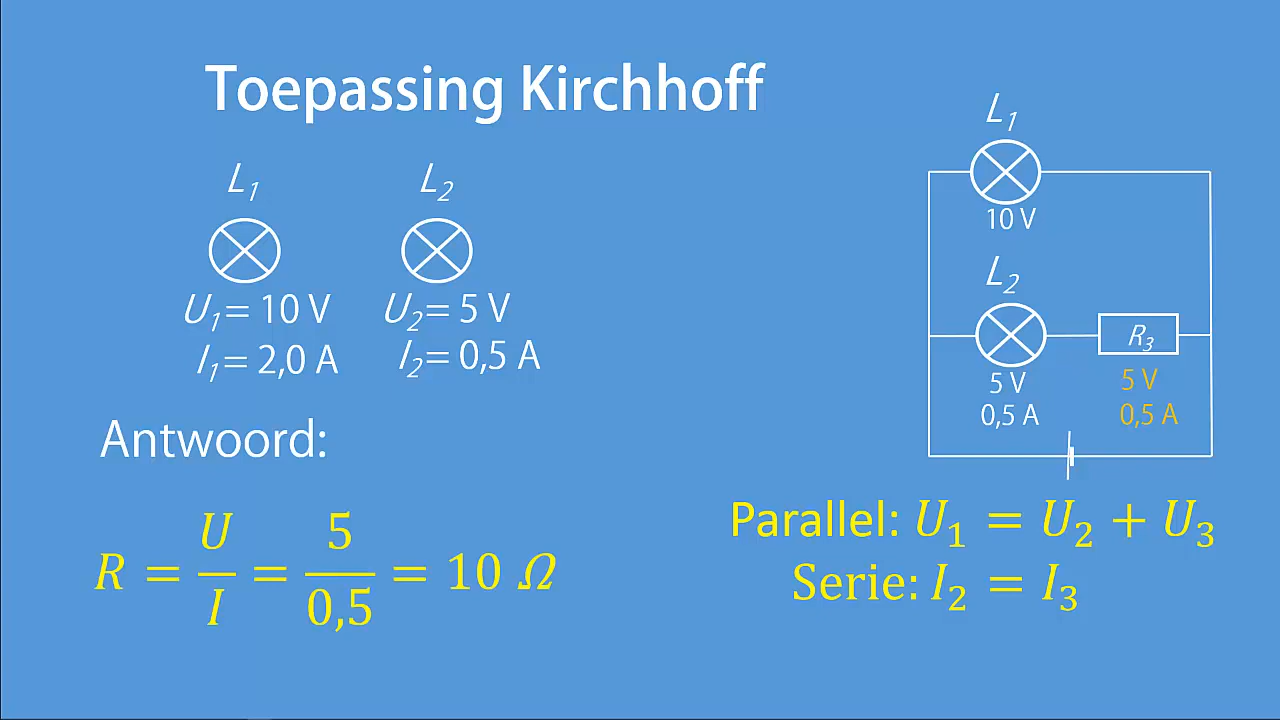 Toepassing Kirchhoff
L1
L2
U1= 10 V
U2= 5 V
I1= 2,0 A
I2= 0,5 A
Antwoord:
R = U/I = 5/0,5 = 10 Ω
L1
10 V
L2
R3
5 V
5 V
0,5 A
0,5 A
Parallel: U1 = U2 + U3
Serie: I2 = I3